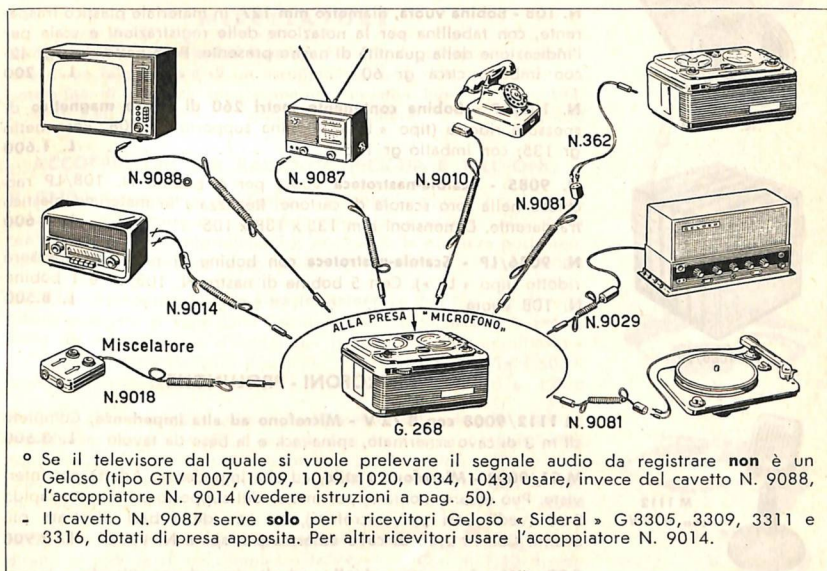 N.362
N.9088°
N.9087
N.9010
N.9081
N.9014
N.9029
ALLA PRESA "MICROFONO„
Miscelatore
N.9018
G. 268
N.9081
GELOSO
° Se il televisore dal quale si vuole prelevare il segnale audio da registrare non è un
Geloso (tipo GTV 1007, 1009, 1019, 1020, 1034, 1043) usare, invece del cavetto N. 9088,
l'accoppiatore N. 9014 (vedere istruzioni a pag. 50).
- Il cavetto N. 9087 serve solo per i ricevitori Geloso « Sideral » G 3305, 3309, 3311 e
3316, dotati di presa apposita. Per altri ricevitori usare l'accoppiatore N. 9014.